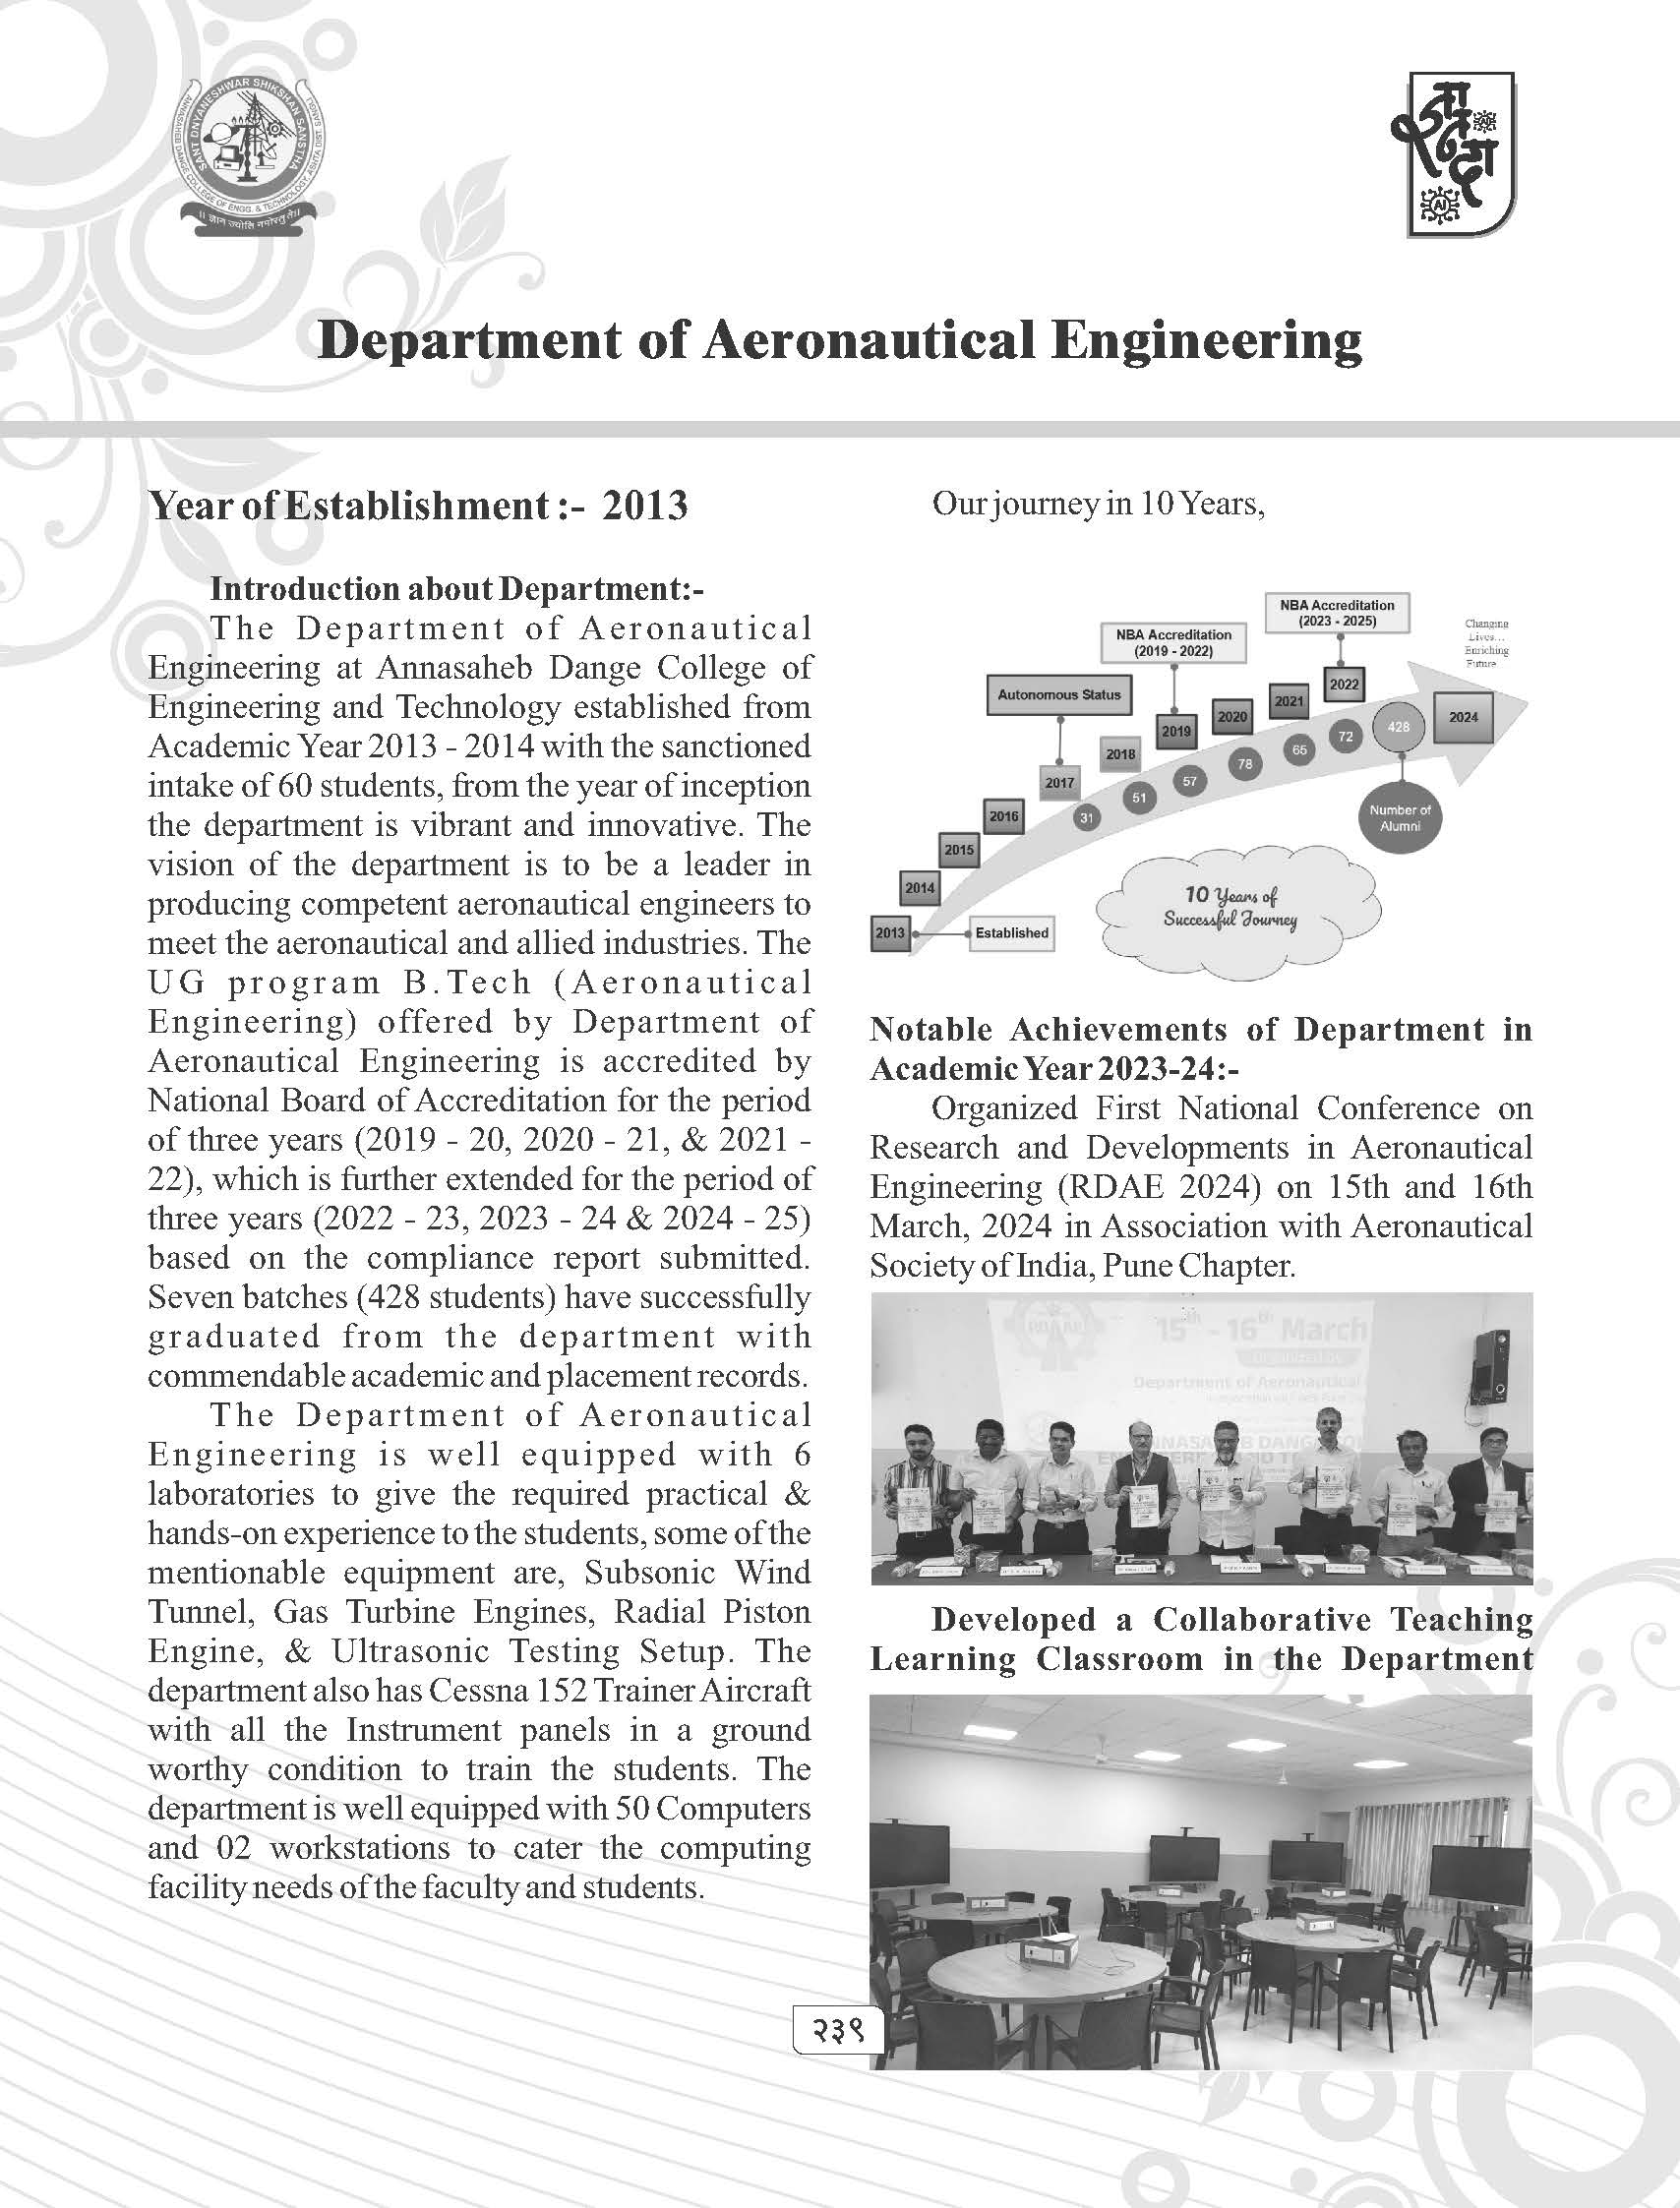 SANT DNYANESHWAR SHIKSHAN SANSTHA
ANNASAHEB DANGE COLLEGE OF ENGG. & TECHNOLOGY, ASHTA DIST. SANGLI
AI
AI
Department of Aeronautical Engineering
Year of Establishment :- 2013
Introduction about Department:-
The Department of Aeronautical
Engineering at Annasaheb Dange College of
Engineering and Technology established from
Academic Year 2013 - 2014 with the sanctioned
intake of 60 students, from the year of inception
the department is vibrant and innovative. The
vision of the department is to be a leader in
producing competent aeronautical engineers to
meet the aeronautical and allied industries. The
UG program B.Tech (Aeronautical
Engineering) offered by Department of
Aeronautical Engineering is accredited by
National Board of Accreditation for the period
of three years (2019 - 20, 2020 - 21, & 2021 -
22), which is further extended for the period of
three years (2022 - 23, 2023 - 24 & 2024 - 25)
based on the compliance report submitted.
Seven batches (428 students) have successfully
graduated from the department with
commendable academic and placement records.
The Department of Aeronautical
Engineering is well equipped with 6
laboratories to give the required practical &
hands-on experience to the students, some of the
mentionable equipment are, Subsonic Wind
Tunnel, Gas Turbine Engines, Radial Piston
Engine, & Ultrasonic Testing Setup. The
department also has Cessna 152 Trainer Aircraft
with all the Instrument panels in a ground
worthy condition to train the students. The
department is well equipped with 50 Computers
and 02 workstations to cater the computing
facility needs of the faculty and students.
Our journey in 10 Years,
NBA Accreditation
(2023 - 2025)
NBA Accreditation
(2019 - 2022)
Autonomous Status
Changing
Lives...
Enriching
Future
2013
2014
2015
2016
2017
2018
2019
2020
2021
2022
2024
31
51
57
78
65
72
428
Number of
Alumni
Established
10 Years of
Successful Journey
Notable Achievements of Department in
Academic Year 2023-24:-
Organized First National Conference on
Research and Developments in Aeronautical
Engineering (RDAE 2024) on 15th and 16th
March, 2024 in Association with Aeronautical
Society of India, Pune Chapter.
15th - 16th March
Department of Aeronautical
Developed a Collaborative Teaching
Learning Classroom in the Department
२३९